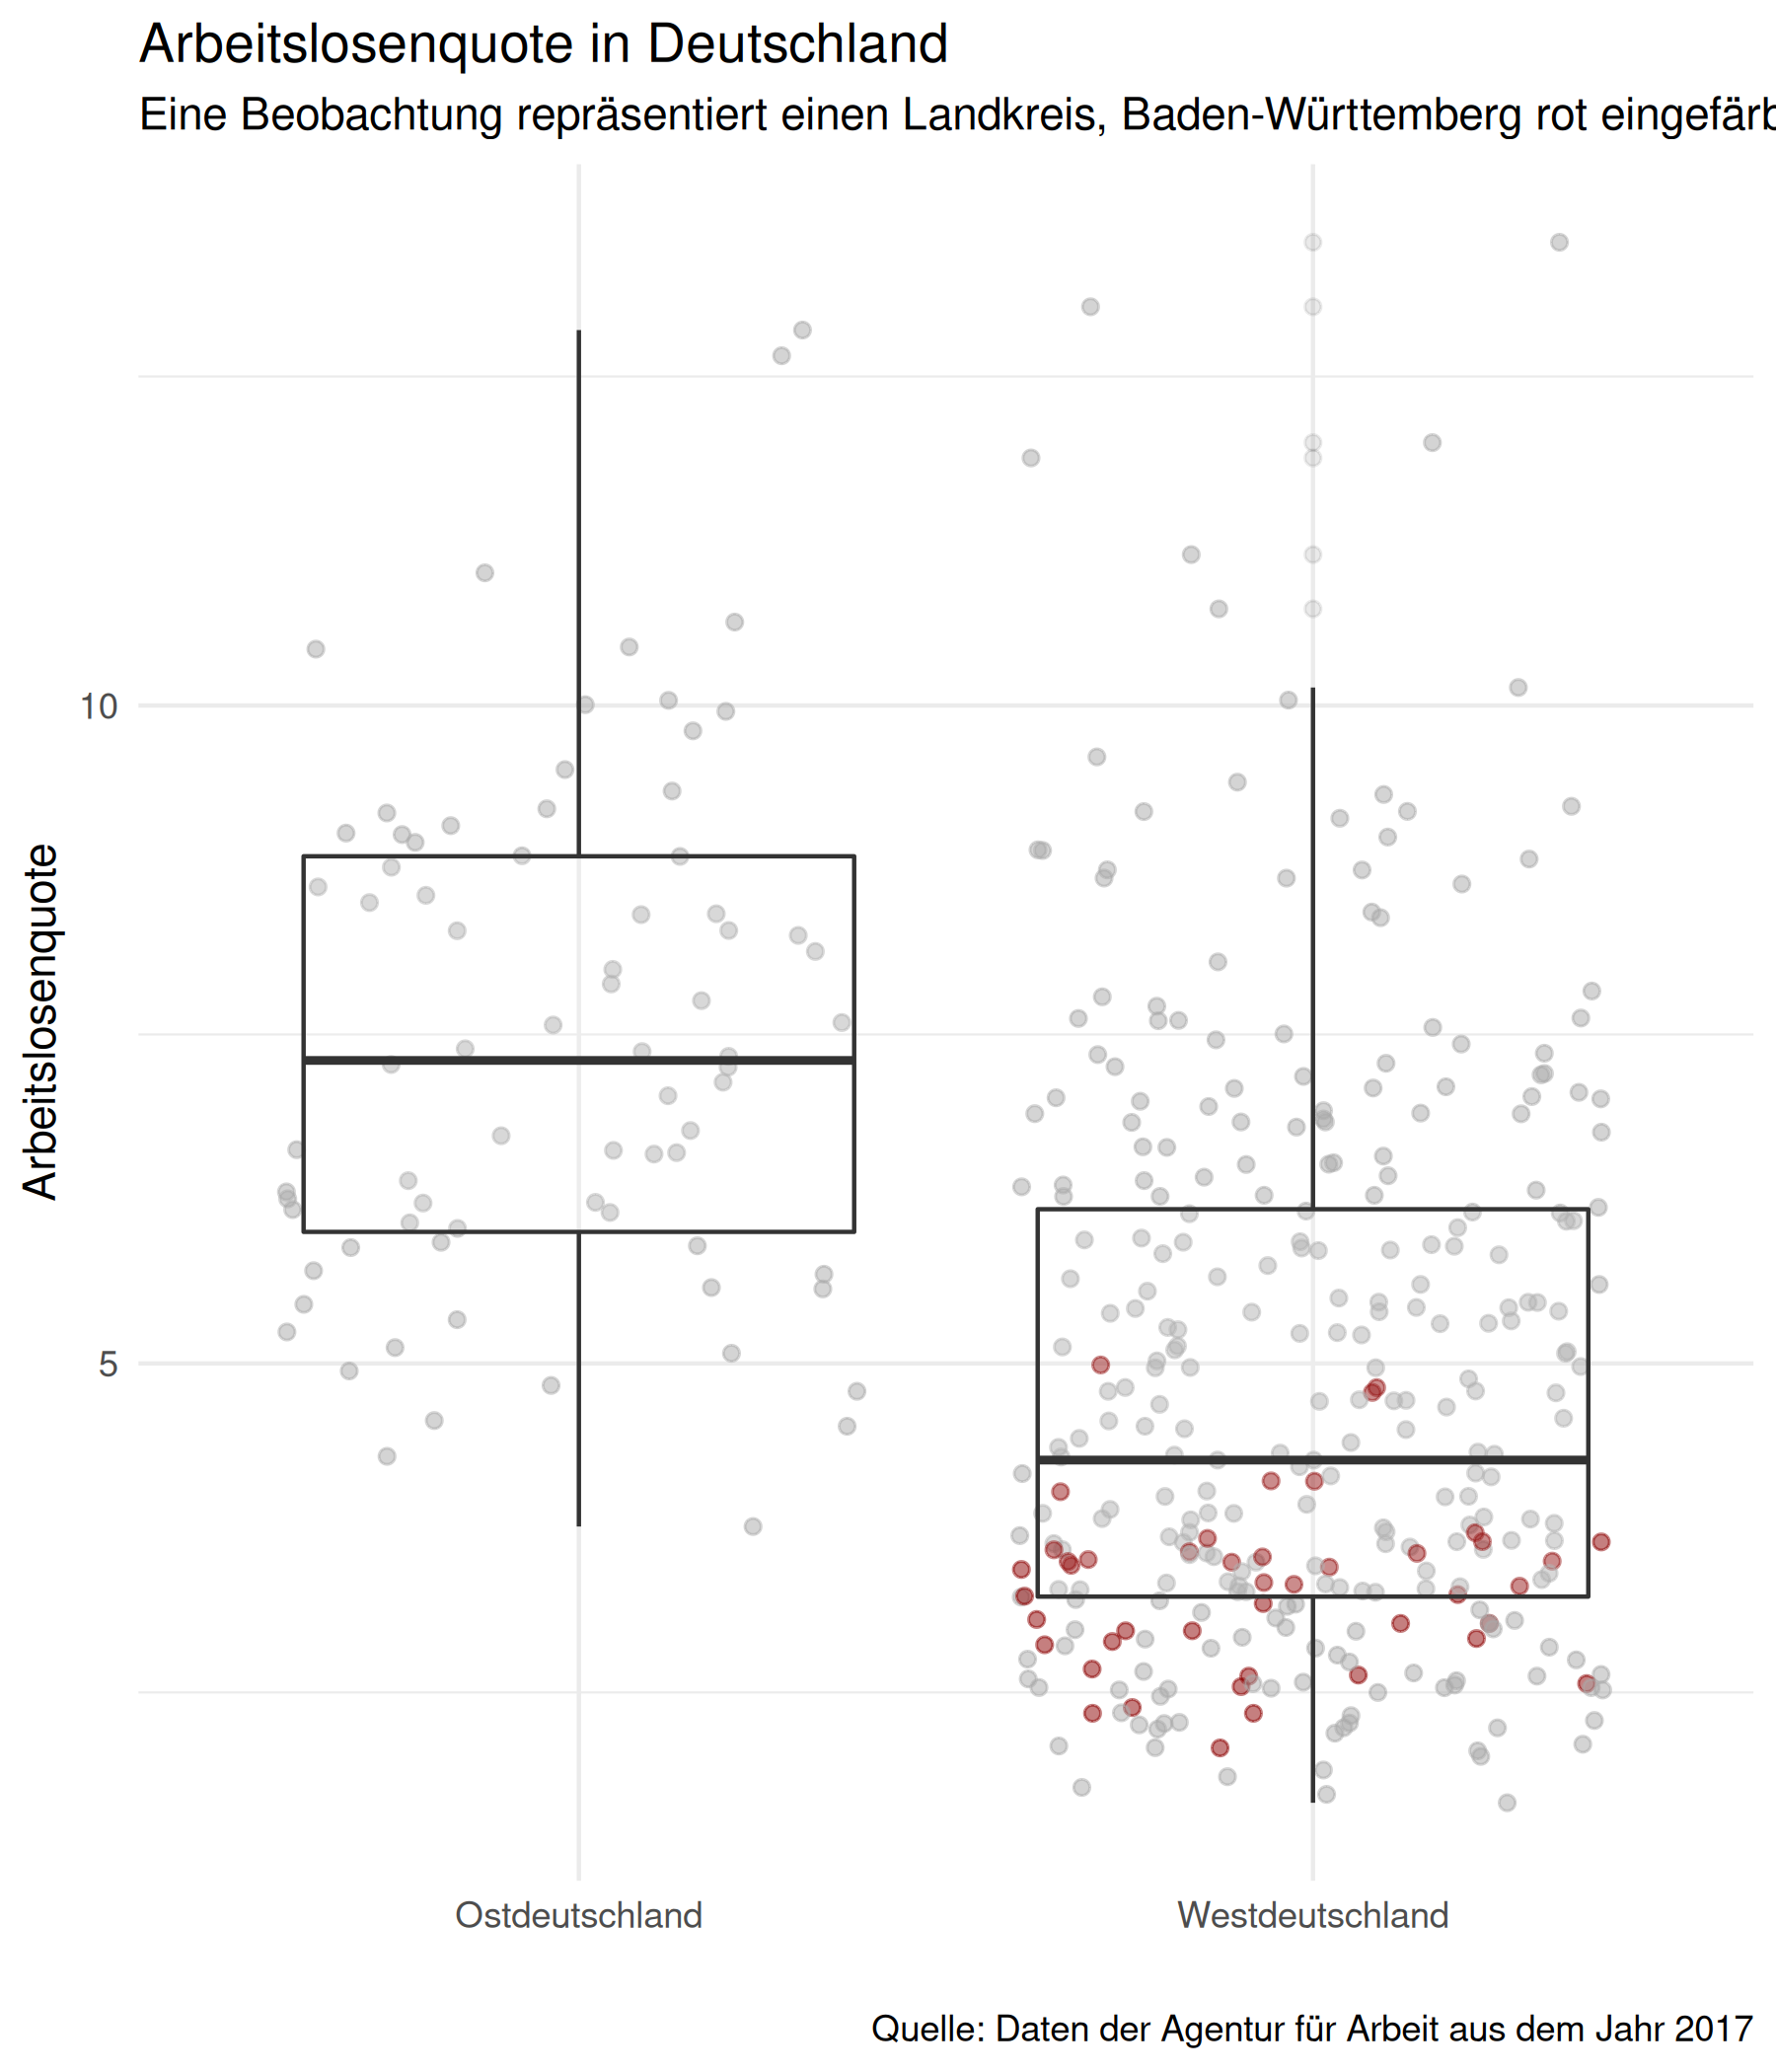 Arbeitslosenquote in Deutschland
Eine Beobachtung repräsentiert einen Landkreis, Baden-Württemberg rot eingefärb
Arbeitslosenquote
10
5
Ostdeutschland
Westdeutschland
Quelle: Daten der Agentur für Arbeit aus dem Jahr 2017